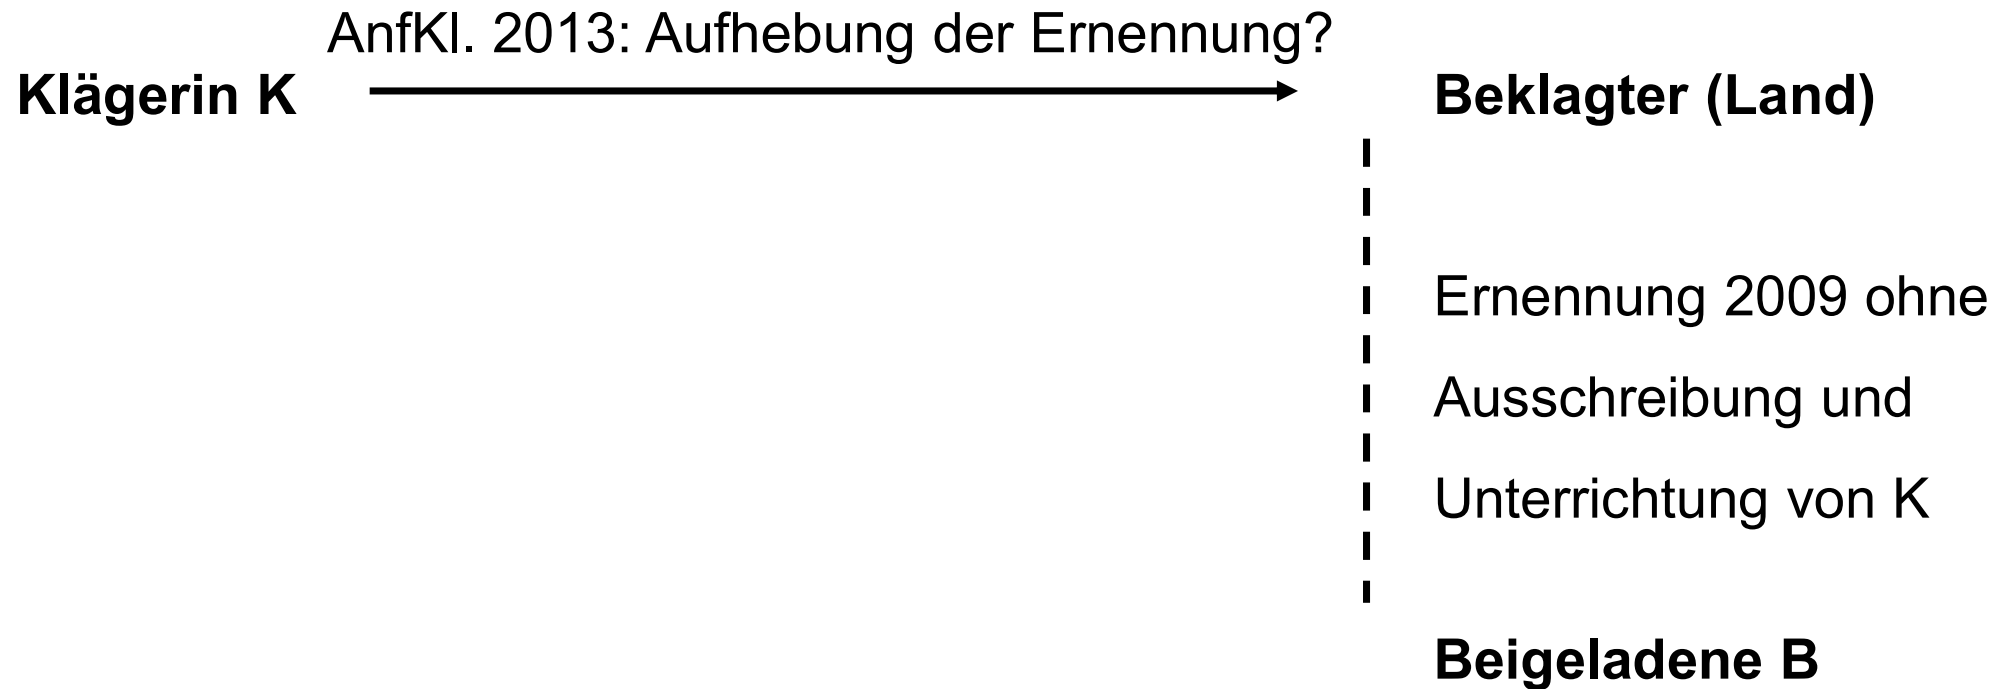 AnfKl. 2013: Aufhebung der Ernennung?
Klägerin K
Beklagter (Land)
Ernennung 2009 ohne
Ausschreibung und
Unterrichtung von K
Beigeladene B